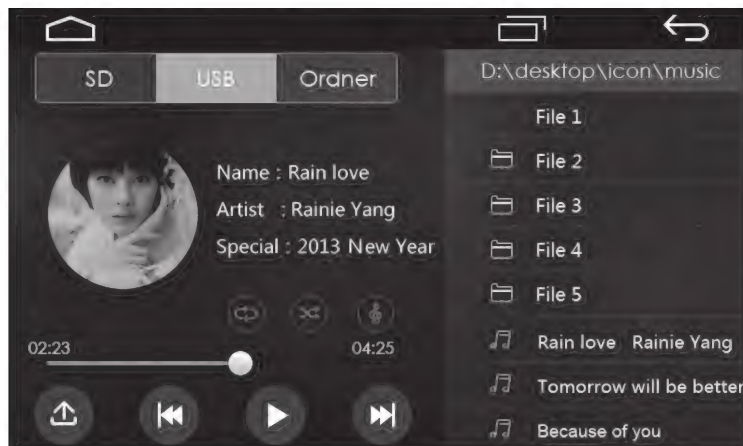 SD USB Ordner
Name : Rain love
Artist : Rainie Yang
Special : 2013 New Year
02:23 04:25
D:\desktop\icon\music
File 1
File 2
File 3
File 4
File 5
Rain love Rainie Yang
Tomorrow will be better
Because of you